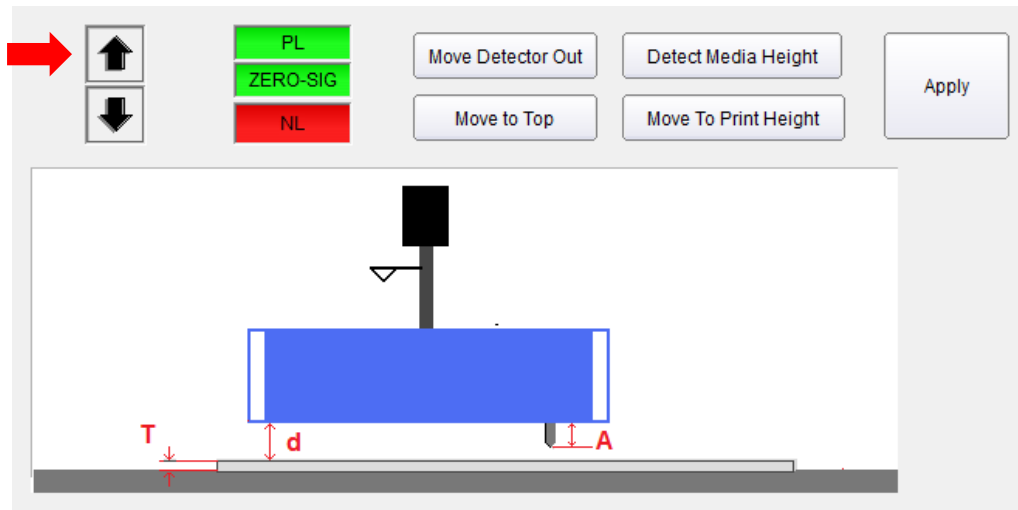 PL
ZERO-SIG
NL
Move Detector Out
Detect Media Height
Move to Top
Move To Print Height
Apply
T
d
A